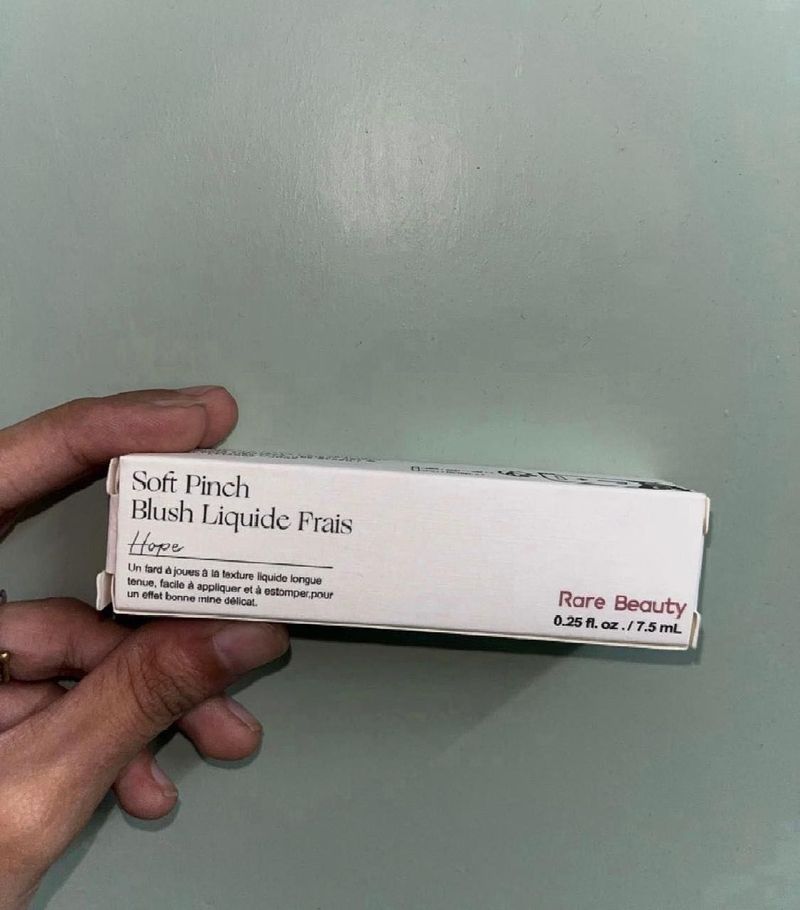 Soft Pinch
Blush Liquide Frais
Hope
Un fard à joues à la texture liquide longue
tenue, facile à appliquer et à estomper,pour
un effet bonne mine délicat.
Rare Beauty
0.25 fl. oz ./ 7.5 mL